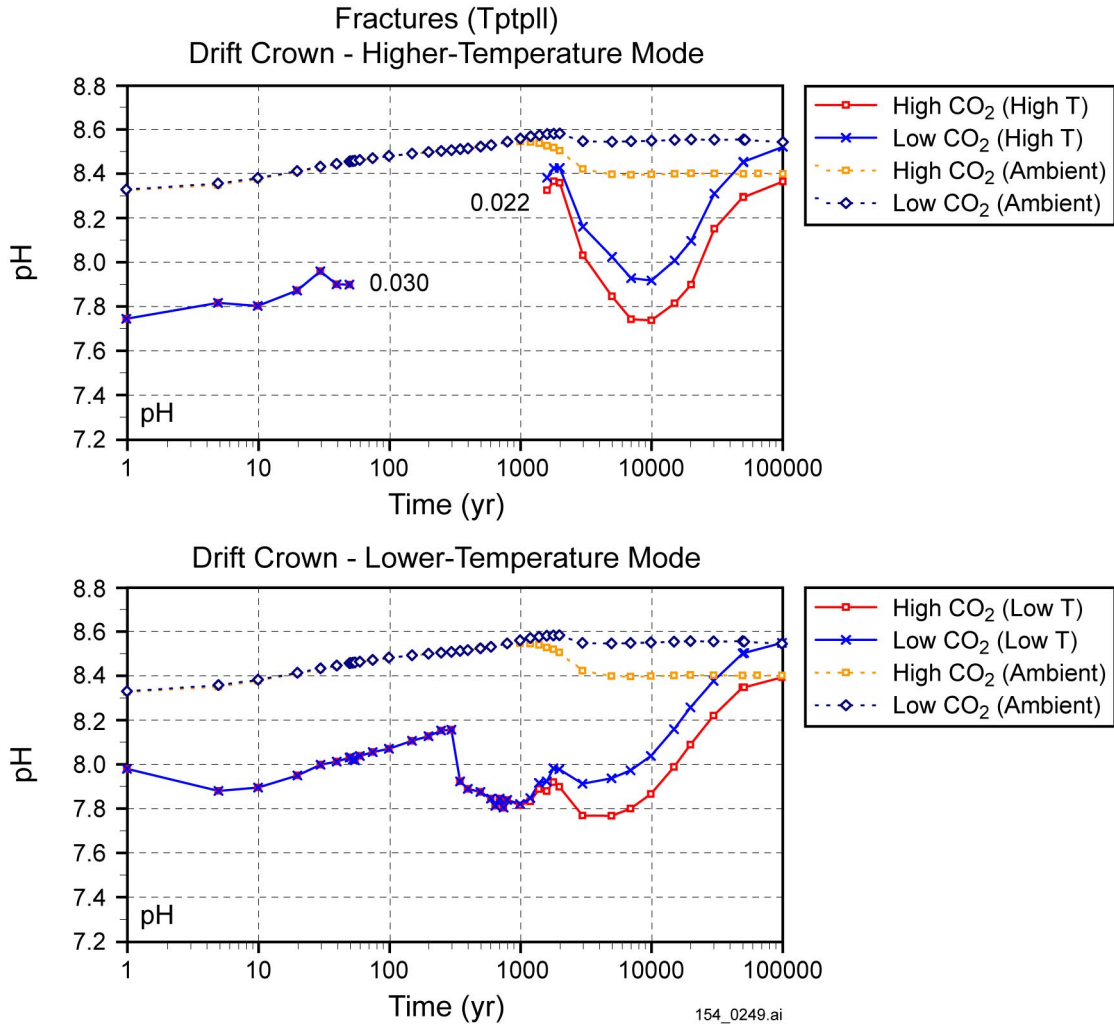 Fractures (Tptpll)
Drift Crown - Higher-Temperature Mode
8.8
8.6
8.4
8.2
8.0
7.8
7.6
7.4
7.2
pH
0.022
0.030
pH
1
10
100
1000
10000
100000
Time (yr)
High CO2 (High T)
Low CO2 (High T)
High CO2 (Ambient)
Low CO2 (Ambient)
Drift Crown - Lower-Temperature Mode
8.8
8.6
8.4
8.2
8.0
7.8
7.6
7.4
7.2
pH
pH
1
10
100
1000
10000
100000
Time (yr)
High CO2 (Low T)
Low CO2 (Low T)
High CO2 (Ambient)
Low CO2 (Ambient)
154_0249.ai